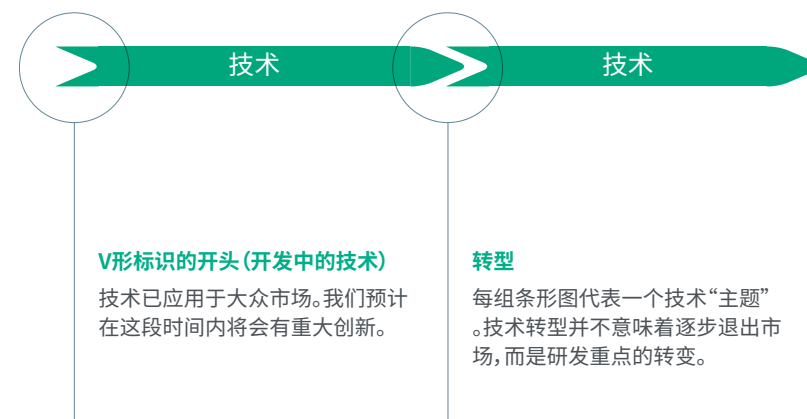 技术
技术
V形标识的开头（开发中的技术）
技术已应用于大众市场。我们预计
在这段时间内将会有重大创新。
转型
每组条形图代表一个技术“主题”
。技术转型并不意味着逐步退出市
场，而是研发重点的转变。